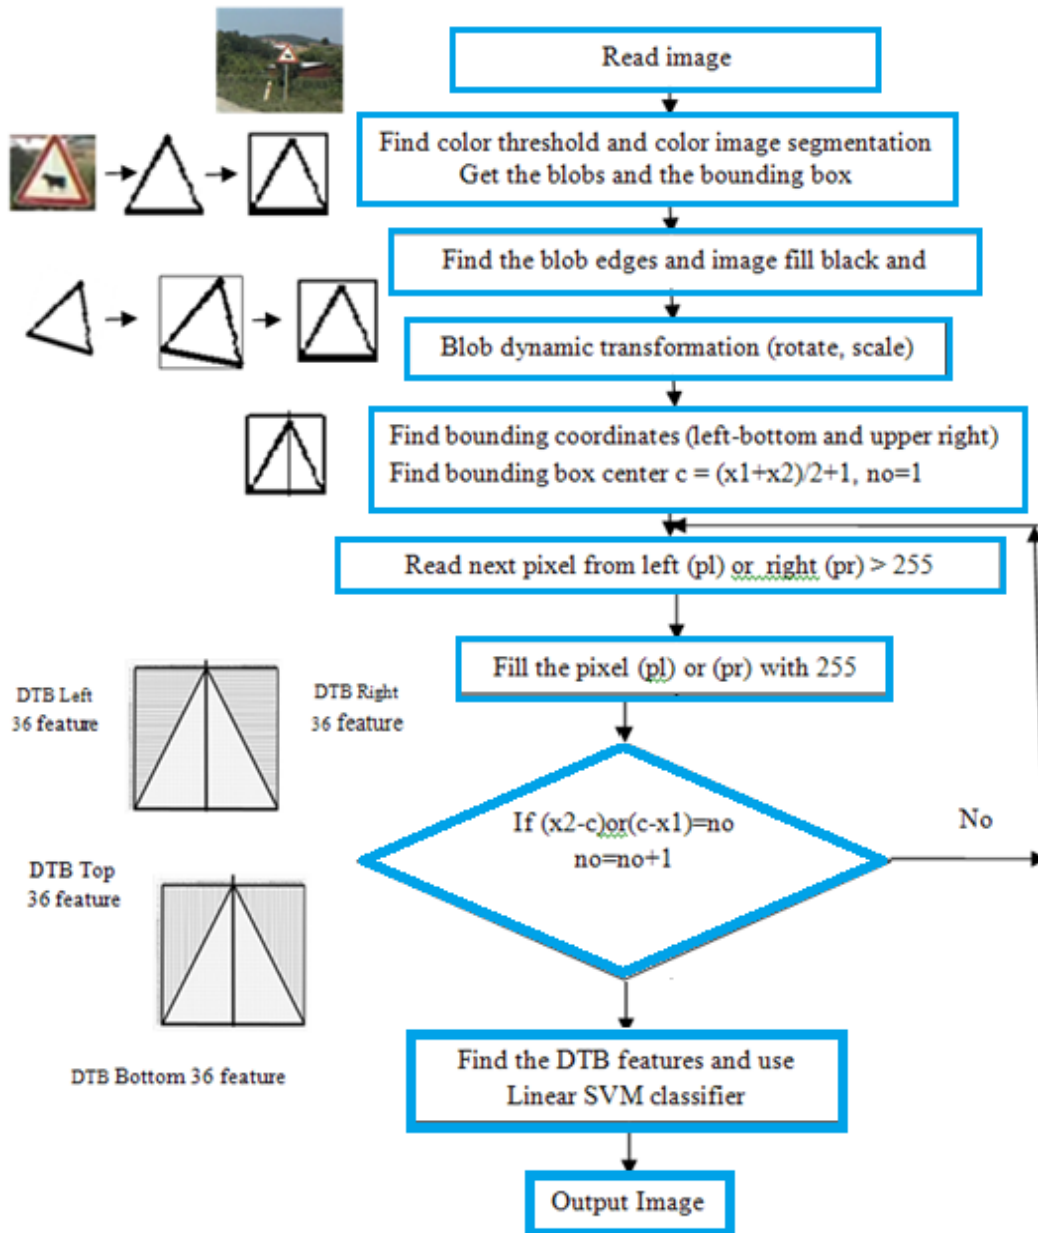 Read image
Find color threshold and color image segmentation
Get the blobs and the bounding box
Find the blob edges and image fill black and
Blob dynamic transformation (rotate, scale)
Find bounding coordinates (left-bottom and upper right)
Find bounding box center c = (x1+x2)/2+1, no=1
Read next pixel from left (pl) or right (pr) > 255
Fill the pixel (pl) or (pr) with 255
DTB Left
36 feature
DTB Right
36 feature
If (x2-c)or(c-x1)=no
no=no+1
No
DTB Top
36 feature
DTB Bottom 36 feature
Find the DTB features and use
Linear SVM classifier
Output Image